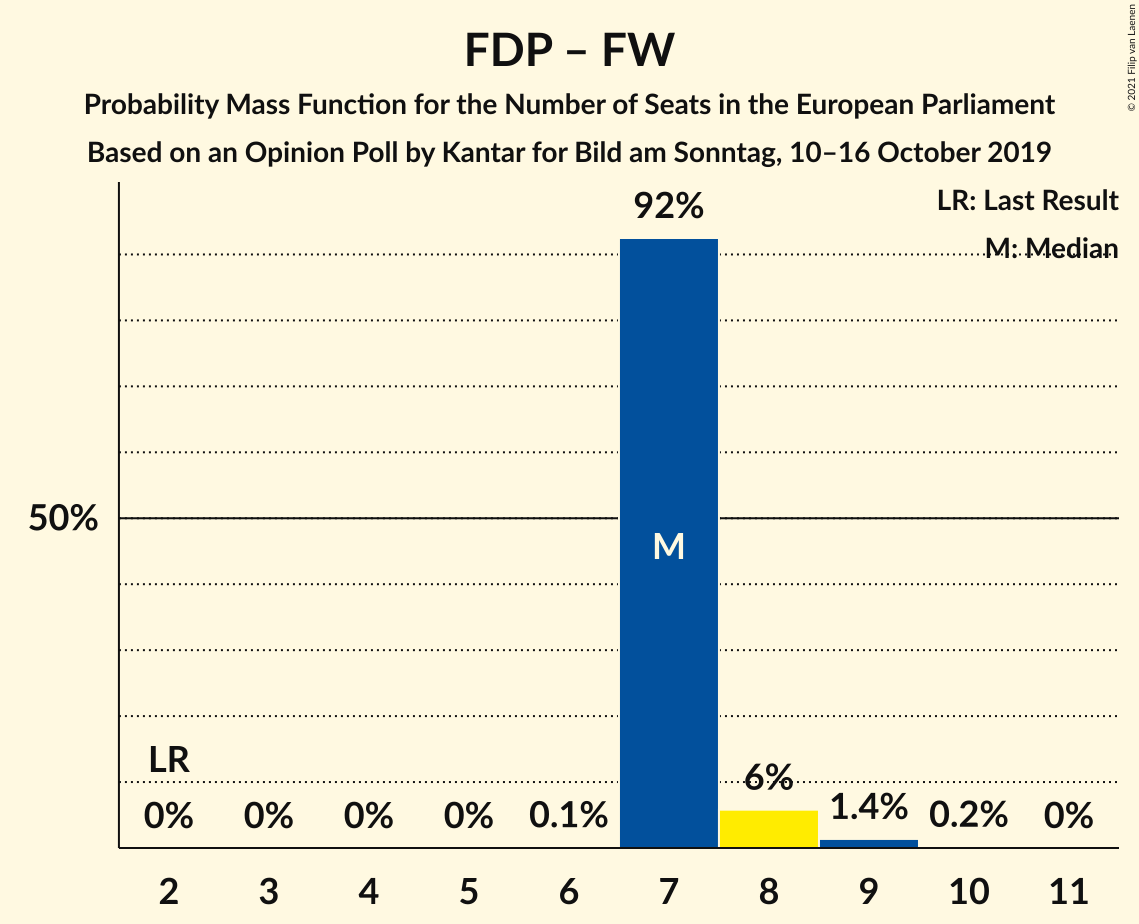 FDP – FW
Probability Mass Function for the Number of Seats in the European Parliament
Based on an Opinion Poll by Kantar for Bild am Sonntag, 10–16 October 2019
© 2021 Filip van Laenen
LR: Last Result
M: Median
92%
50%
M
LR
0%
0%
0%
0%
0.1%
6%
1.4%
0.2%
0%
2
3
4
5
6
7
8
9
10
11